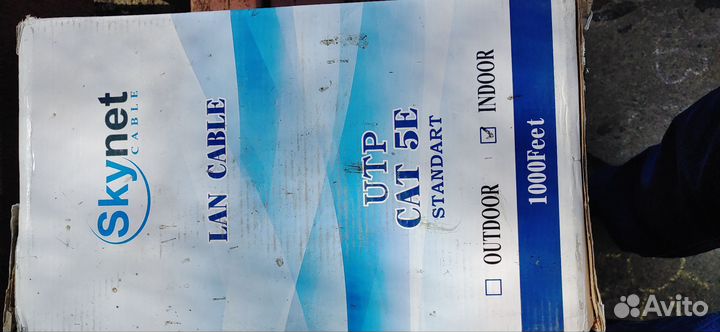 Skynet
CABLE
LAN CABLE
UTP
CAT 5E
STANDART
OUTDOOR INDOOR
1000Feet
Avito